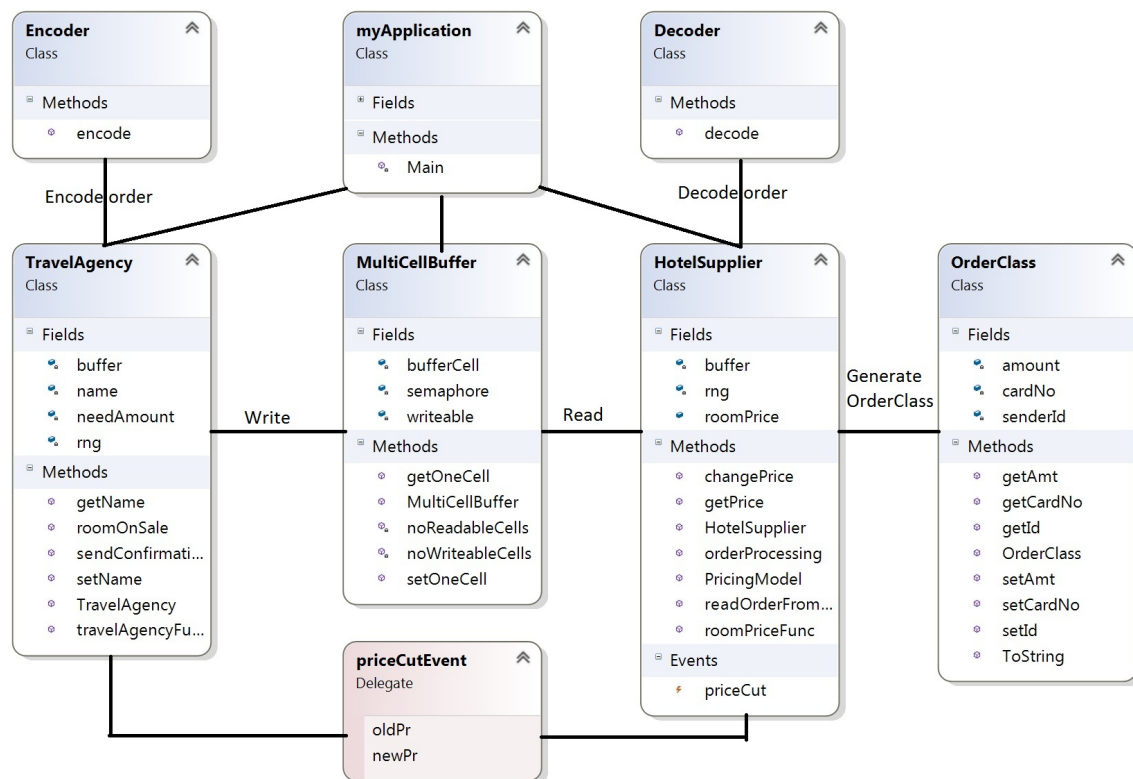 Encoder
Class
Methods
encode
myApplication
Class
Fields
Methods
Main
Decoder
Class
Methods
decode
Encode order
Decode order
TravelAgency
Class
Fields
buffer
name
needAmount
rng
Methods
getName
roomOnSale
sendConfirmati...
setName
TravelAgency
travelAgencyFu...
Write
MultiCellBuffer
Class
Fields
bufferCell
semaphore
writeable
Methods
getOneCell
MultiCellBuffer
noReadableCells
noWriteableCells
setOneCell
Read
HotelSupplier
Class
Fields
buffer
rng
roomPrice
Methods
changePrice
getPrice
HotelSupplier
orderProcessing
PricingModel
readOrderFrom...
roomPriceFunc
Events
priceCut
Generate
OrderClass
OrderClass
Class
Fields
amount
cardNo
senderId
Methods
getAmt
getCardNo
getId
OrderClass
setAmt
setCardNo
setId
ToString
priceCutEvent
Delegate
oldPr
newPr